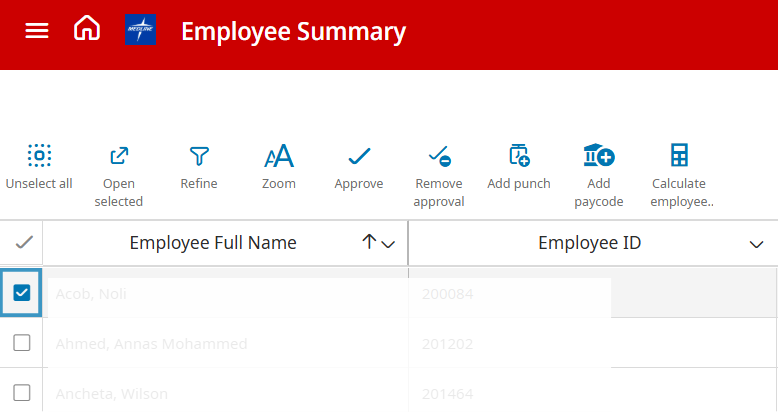 MEDLINE
Employee Summary
Unselect all
Open selected
Refine
Zoom
Approve
Remove approval
Add punch
Add paycode
Calculate employee..
Employee Full Name
Employee ID
Acob, Noli 200084
Ahmed, Annas Mohammed 201202
Ancheta, Wilson 201464